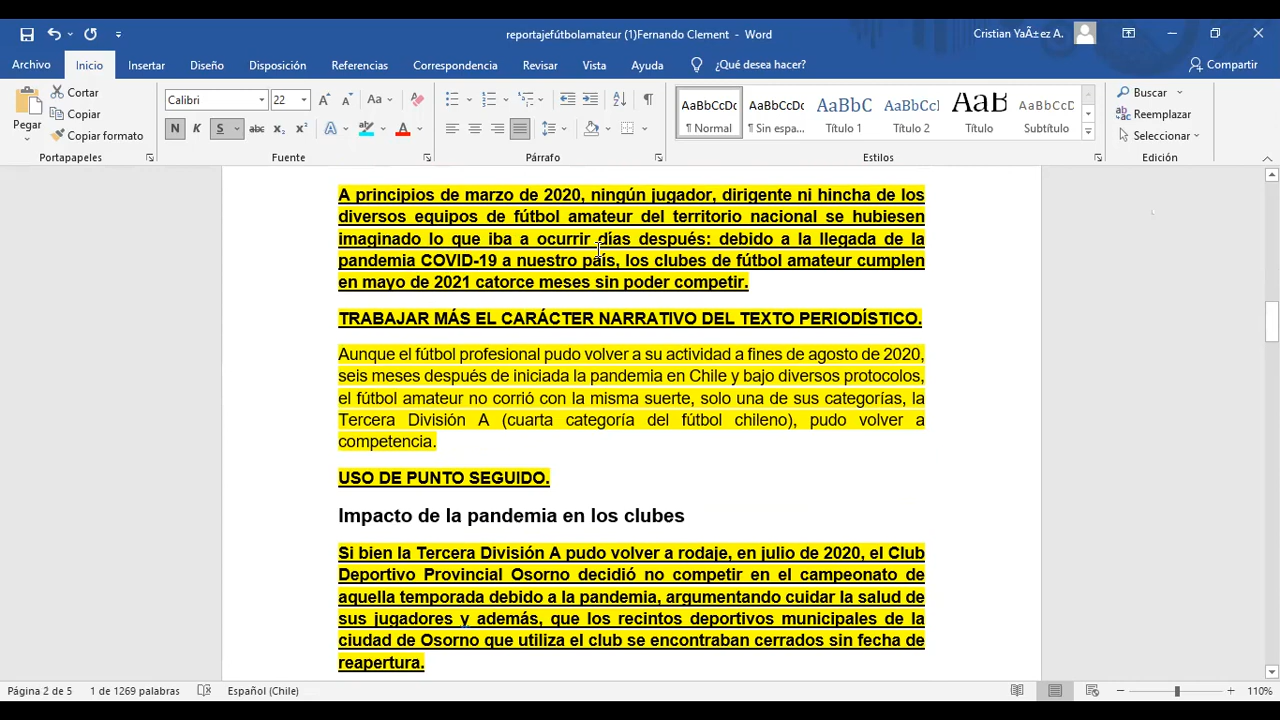 reportajefútbolamateur (1)Fernando Clement - Word
Cristian YaÃ±ez A.
Archivo Inicio Insertar Diseño Disposición Referencias Correspondencia Revisar Vista Ayuda ¿Qué desea hacer? Compartir
Pegar
Cortar
Copiar
Copiar formato
Portapapeles
Calibri 22
N K S abc x₂ x²
Fuente
Párrafo
AaBbCcDc AaBbCcDc AaBbC AaBbCcl AaB AaBbCcD
¶ Normal ¶ Sin espa... Título 1 Título 2 Título Subtítulo
Estilos
Buscar
Reemplazar
Seleccionar
Edición
A principios de marzo de 2020, ningún jugador, dirigente ni hincha de los
diversos equipos de fútbol amateur del territorio nacional se hubiesen
imaginado lo que iba a ocurrir días después: debido a la llegada de la
pandemia COVID-19 a nuestro país, los clubes de fútbol amateur cumplen
en mayo de 2021 catorce meses sin poder competir.
TRABAJAR MÁS EL CARÁCTER NARRATIVO DEL TEXTO PERIODÍSTICO.
Aunque el fútbol profesional pudo volver a su actividad a fines de agosto de 2020,
seis meses después de iniciada la pandemia en Chile y bajo diversos protocolos,
el fútbol amateur no corrió con la misma suerte, solo una de sus categorías, la
Tercera División A (cuarta categoría del fútbol chileno), pudo volver a
competencia.
USO DE PUNTO SEGUIDO.
Impacto de la pandemia en los clubes
Si bien la Tercera División A pudo volver a rodaje, en julio de 2020, el Club
Deportivo Provincial Osorno decidió no competir en el campeonato de
aquella temporada debido a la pandemia, argumentando cuidar la salud de
sus jugadores y además, que los recintos deportivos municipales de la
ciudad de Osorno que utiliza el club se encontraban cerrados sin fecha de
reapertura.
Página 2 de 5 1 de 1269 palabras Español (Chile) 110%